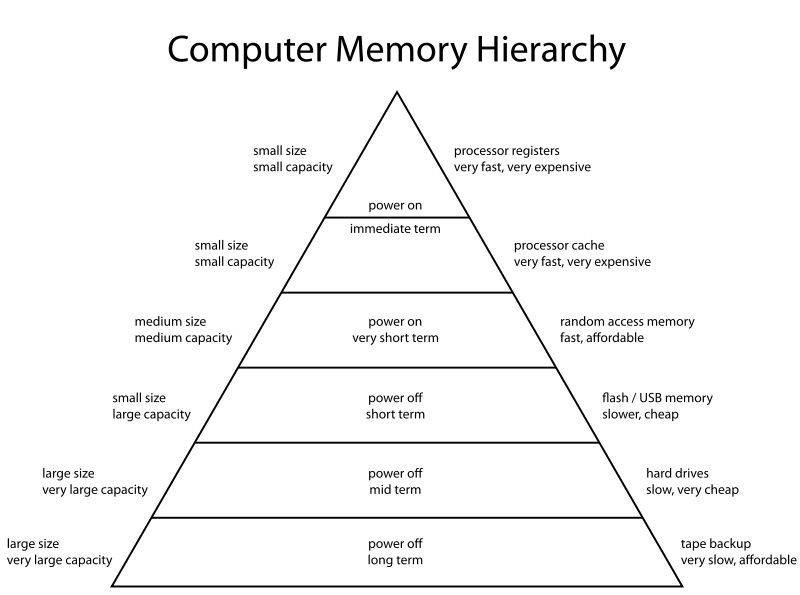 Computer Memory Hierarchy
small size
small capacity
processor registers
very fast, very expensive
power on
immediate term
small size
small capacity
processor cache
very fast, very expensive
medium size
medium capacity
power on
very short term
random access memory
fast, affordable
small size
large capacity
power off
short term
flash / USB memory
slower, cheap
large size
very large capacity
power off
mid term
hard drives
slow, very cheap
large size
very large capacity
power off
long term
tape backup
very slow, affordable